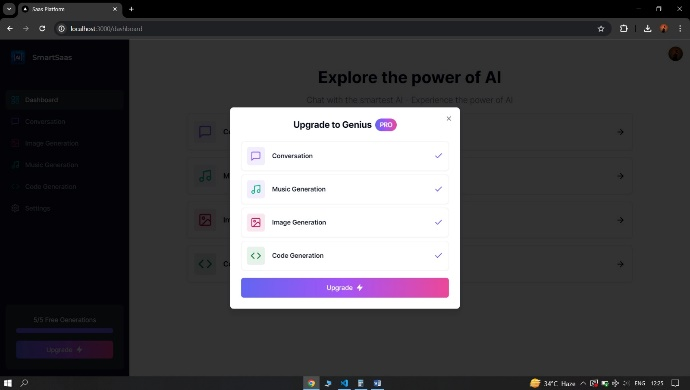 Saas Platform
localhost:3000/dashboard
SmartSaas
Dashboard
Conversation
Image Generation
Music Generation
Code Generation
Settings
5/5 Free Generations
Upgrade
Explore the power of AI
Chat with the smartest AI - Experience the power of AI
Upgrade to Genius PRO
Conversation
Music Generation
Image Generation
Code Generation
Upgrade
34°C Haze
ENG
12:25